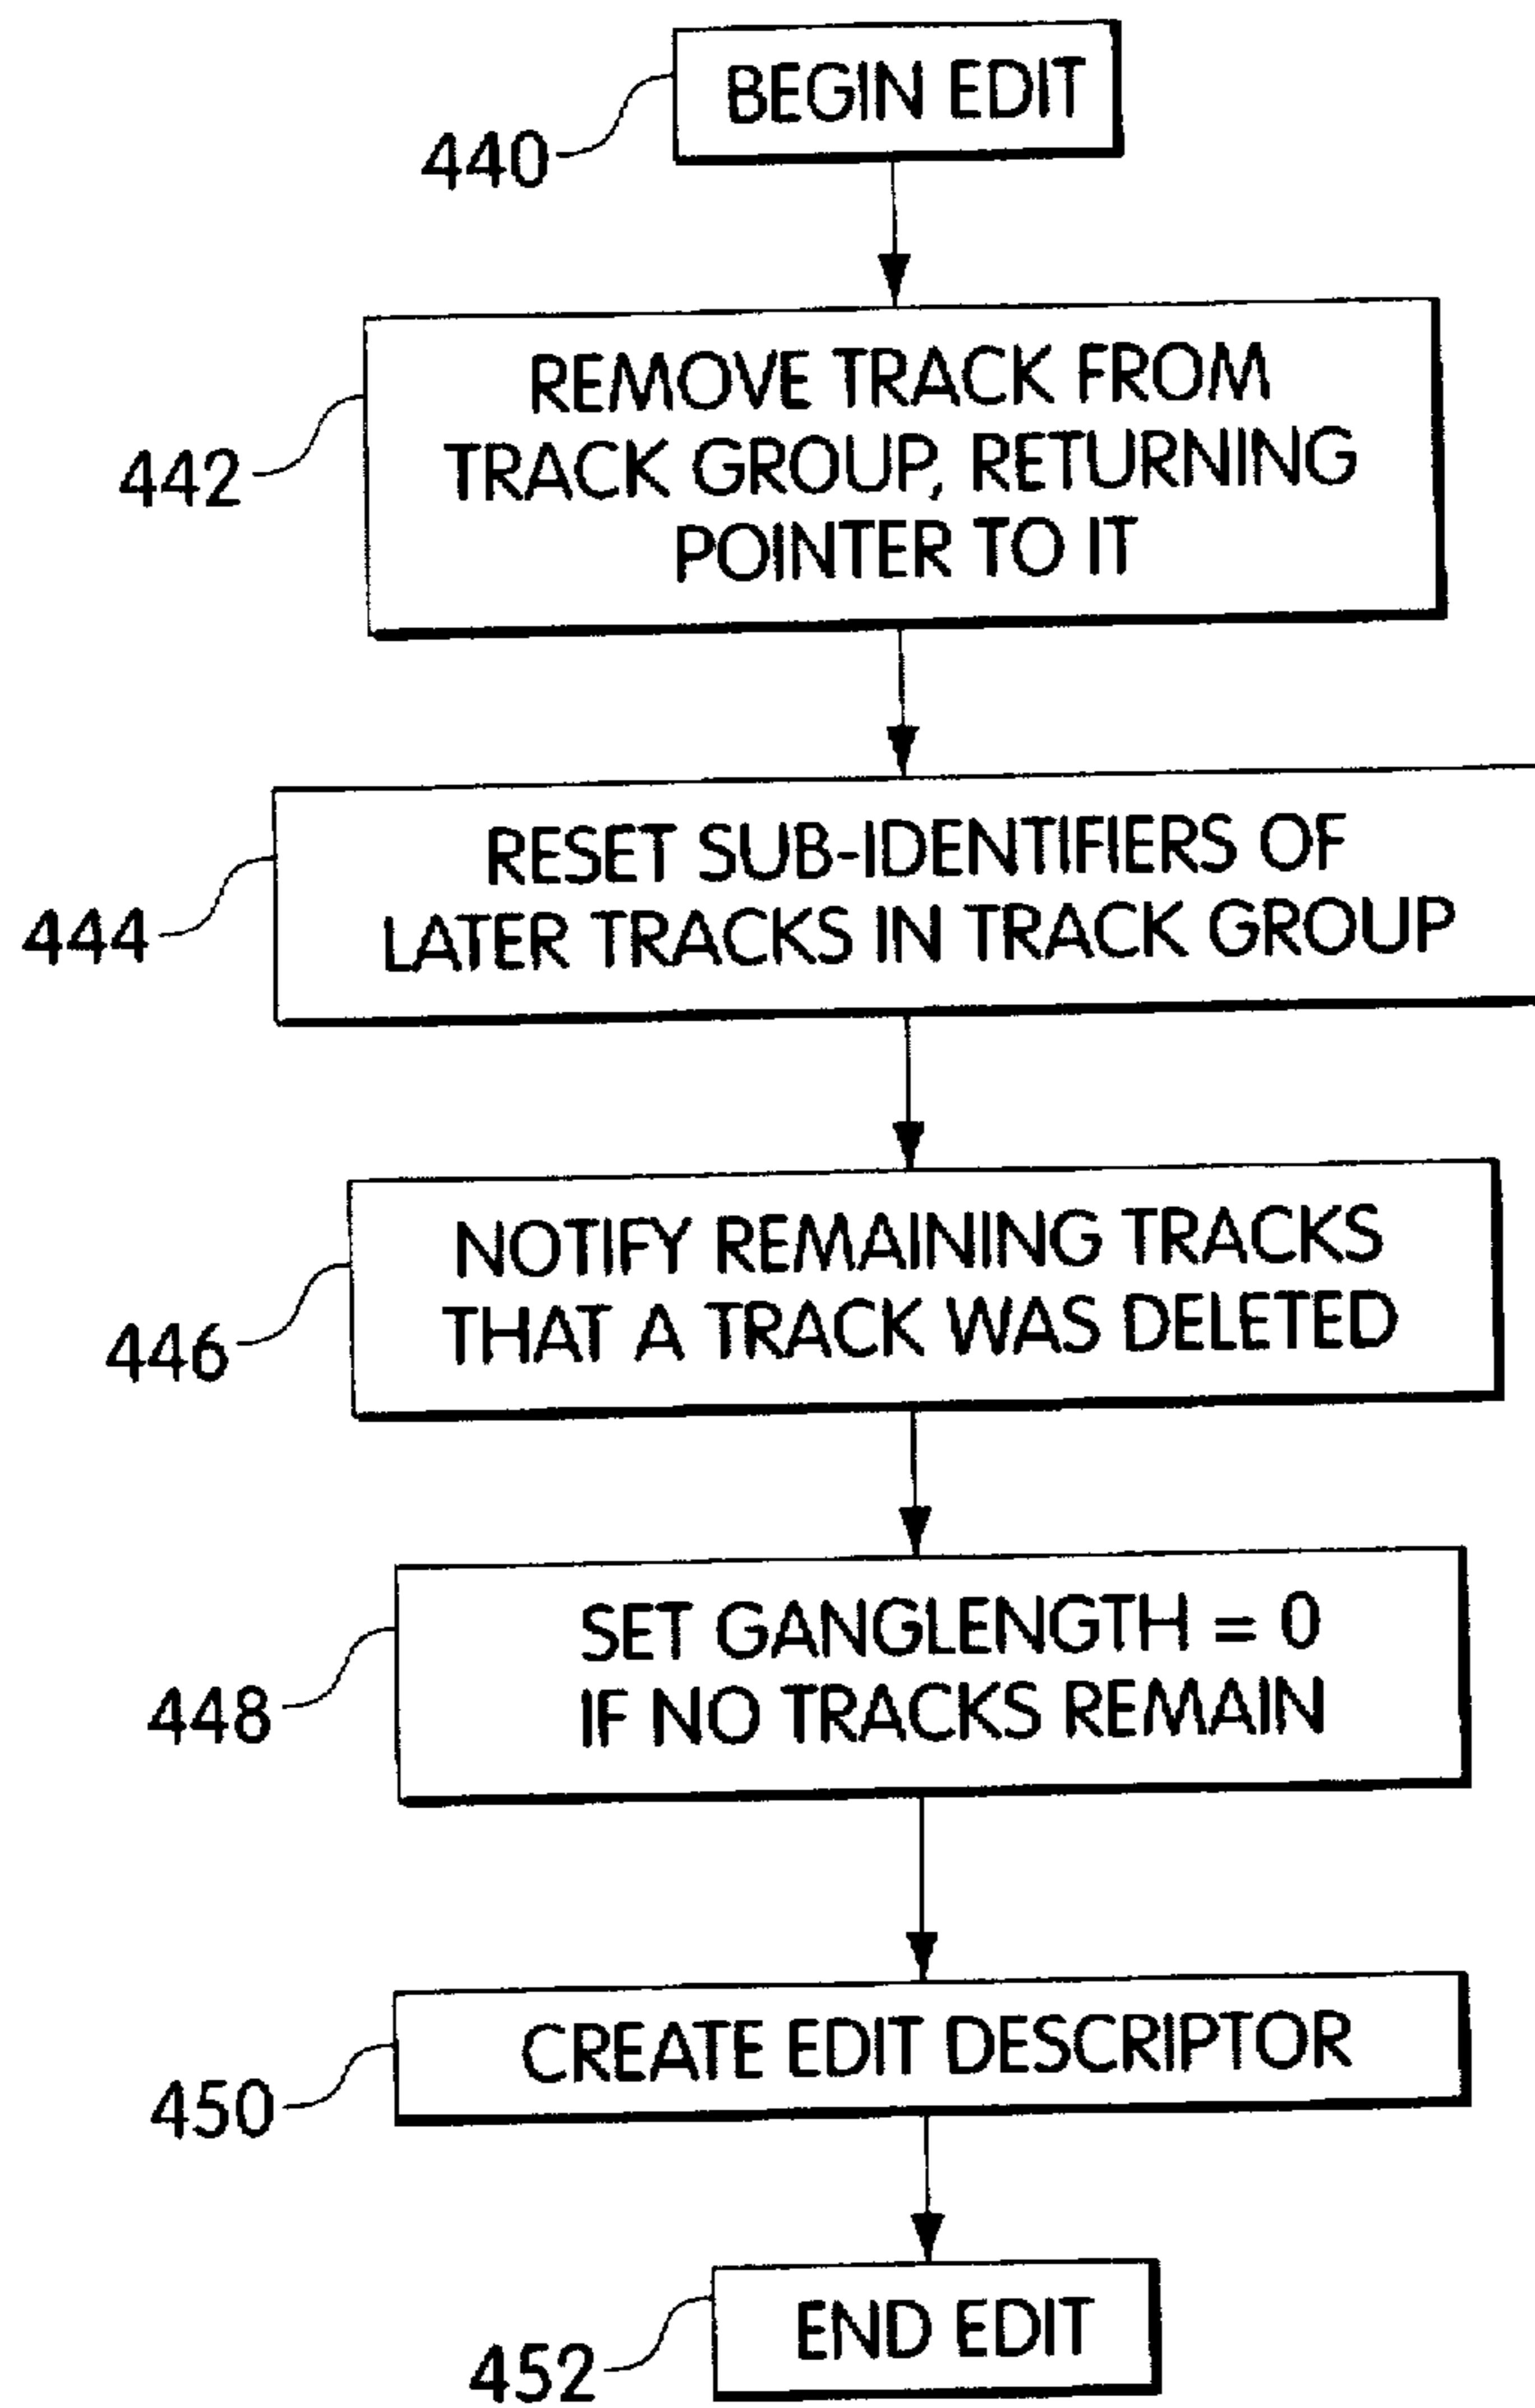 BEGIN EDIT
440
REMOVE TRACK FROM
TRACK GROUP, RETURNING
POINTER TO IT
442
RESET SUB-IDENTIFIERS OF
LATER TRACKS IN TRACK GROUP
444
NOTIFY REMAINING TRACKS
THAT A TRACK WAS DELETED
446
SET GANGLENGTH = 0
IF NO TRACKS REMAIN
448
CREATE EDIT DESCRIPTOR
450
END EDIT
452